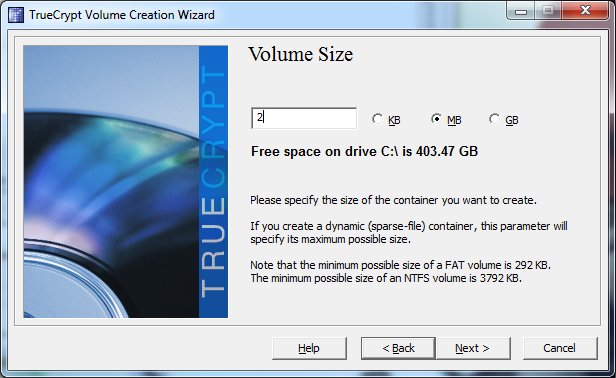 TrueCrypt Volume Creation Wizard
TRUECRYPT
Volume Size
2
KB
MB
GB
Free space on drive C:\ is 403.47 GB
Please specify the size of the container you want to create.
If you create a dynamic (sparse-file) container, this parameter will
specify its maximum possible size.
Note that the minimum possible size of a FAT volume is 292 KB.
The minimum possible size of an NTFS volume is 3792 KB.
Help
< Back
Next >
Cancel